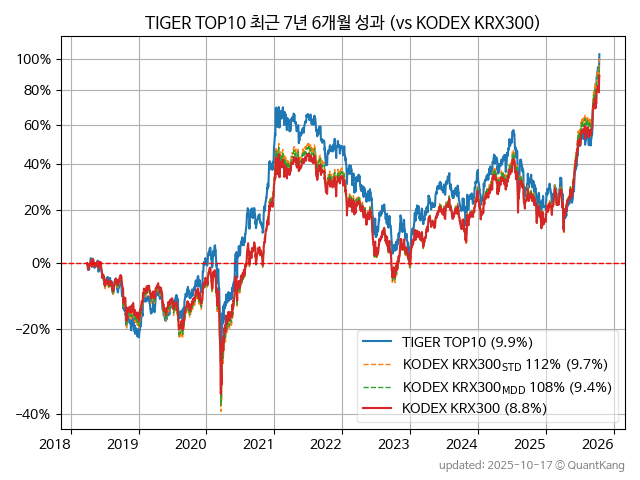 TIGER TOP10 최근 7년 6개월 성과 (vs KODEX KRX300)
100%
80%
60%
40%
20%
0%
−20%
−40%
TIGER TOP10 (9.9%)
KODEX KRX300STD 112% (9.7%)
KODEX KRX300MDD 108% (9.4%)
KODEX KRX300 (8.8%)
2018 2019 2020 2021 2022 2023 2024 2025 2026
updated: 2025-10-17 © QuantKang